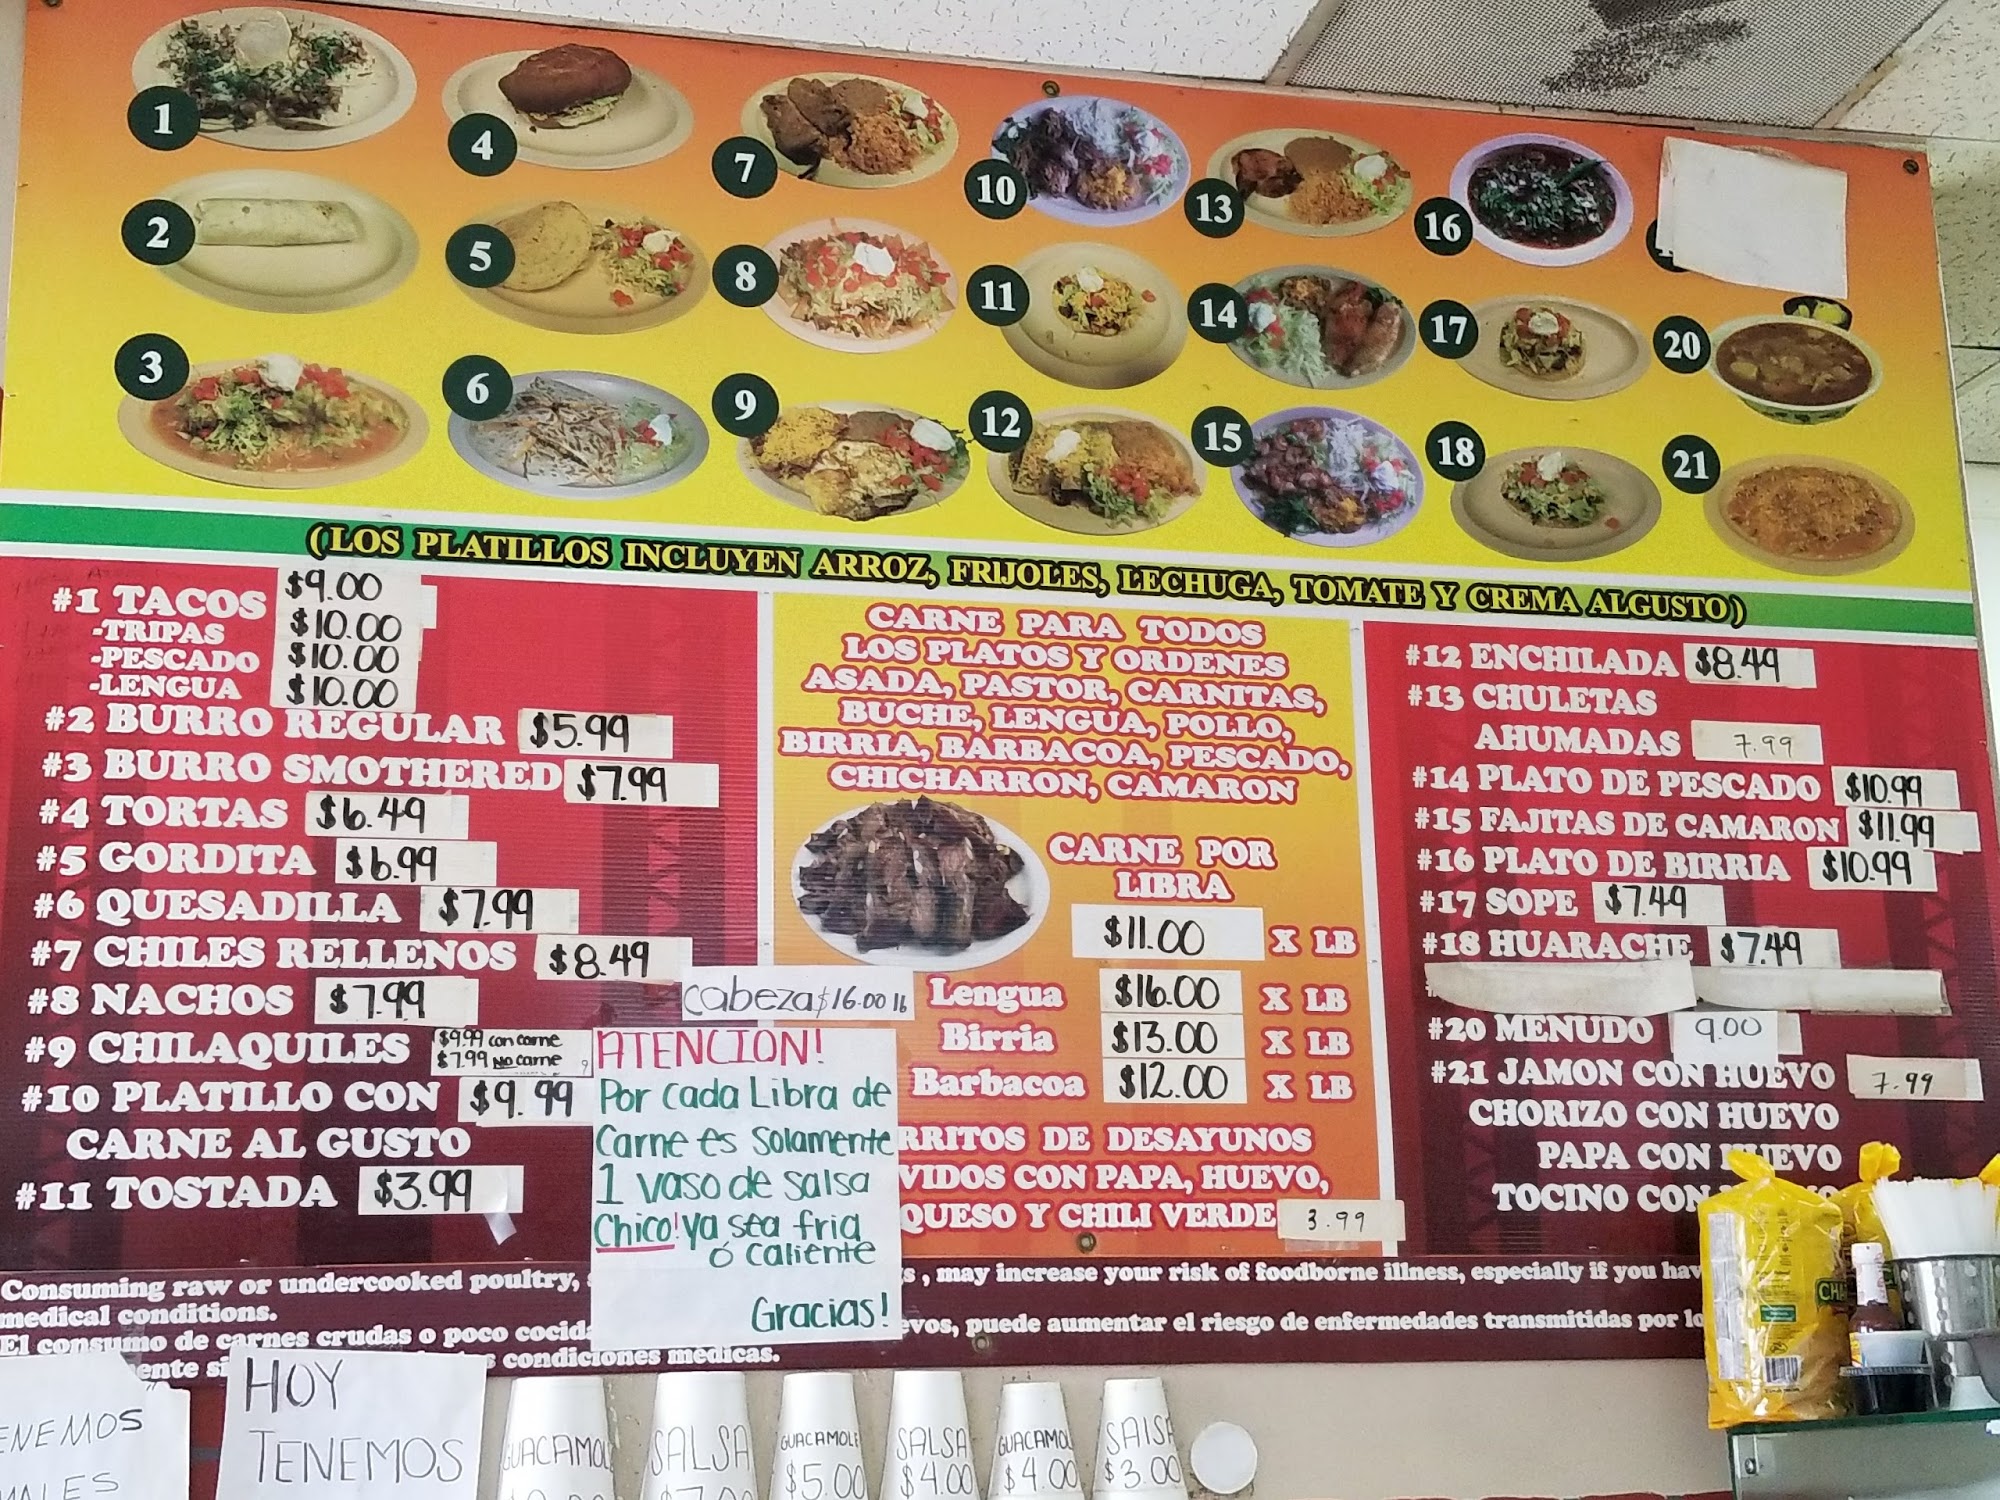 1
4
7
10
13
16
2
5
8
11
14
17
20
3
6
9
12
15
18
21
(LOS PLATILLOS INCLUYEN ARROZ, FRIJOLES, LECHUGA, TOMATE Y CREMA ALGUSTO)
#1 TACOS $9.00
-TRIPAS $10.00
-PESCADO $10.00
-LENGUA $10.00
#2 BURRO REGULAR $5.99
#3 BURRO SMOTHERED $7.99
#4 TORTAS $6.49
#5 GORDITA $6.99
#6 QUESADILLA $7.99
#7 CHILES RELLENOS $8.49
#8 NACHOS $7.99
#9 CHILAQUILES $9.99 con carne
$7.99 No carne
#10 PLATILLO CON $9.99
CARNE AL GUSTO
#11 TOSTADA $3.99
CARNE PARA TODOS
LOS PLATOS Y ORDENES
ASADA, PASTOR, CARNITAS,
BUCHE, LENGUA, POLLO,
BIRRIA, BARBACOA, PESCADO,
CHICHARRON, CAMARON
CARNE POR
LIBRA
$11.00 X LB
Cabeza $16.00 lb
Lengua $16.00 X LB
Birria $13.00 X LB
Barbacoa $12.00 X LB
DE DESAYUNOS
CON PAPA, HUEVO,
QUESO Y CHILI VERDE 3.99
ATENCION!
Por cada Libra de
Carne es Solamente
1 vaso de salsa
Chico! ya sea fria
ó caliente
Gracias!
#12 ENCHILADA $8.49
#13 CHULETAS
AHUMADAS 7.99
#14 PLATO DE PESCADO $10.99
#15 FAJITAS DE CAMARON $11.99
#16 PLATO DE BIRRIA $10.99
#17 SOPE $7.49
#18 HUARACHE $7.49
#20 MENUDO 9.00
#21 JAMON CON HUEVO 7.99
CHORIZO CON HUEVO
PAPA CON HUEVO
TOCINO CON
Consuming raw or undercooked poultry, , may increase your risk of foodborne illness, especially if you
medical conditions.
El consumo de carnes crudas o poco , puede aumentar el riesgo de enfermedades transmitidas por
condiciones medicas.
HOY
TENEMOS
SALSA
GUACAMOLE
$5.00
SALSA
$4.00
$4.00
SALSA
$3.00